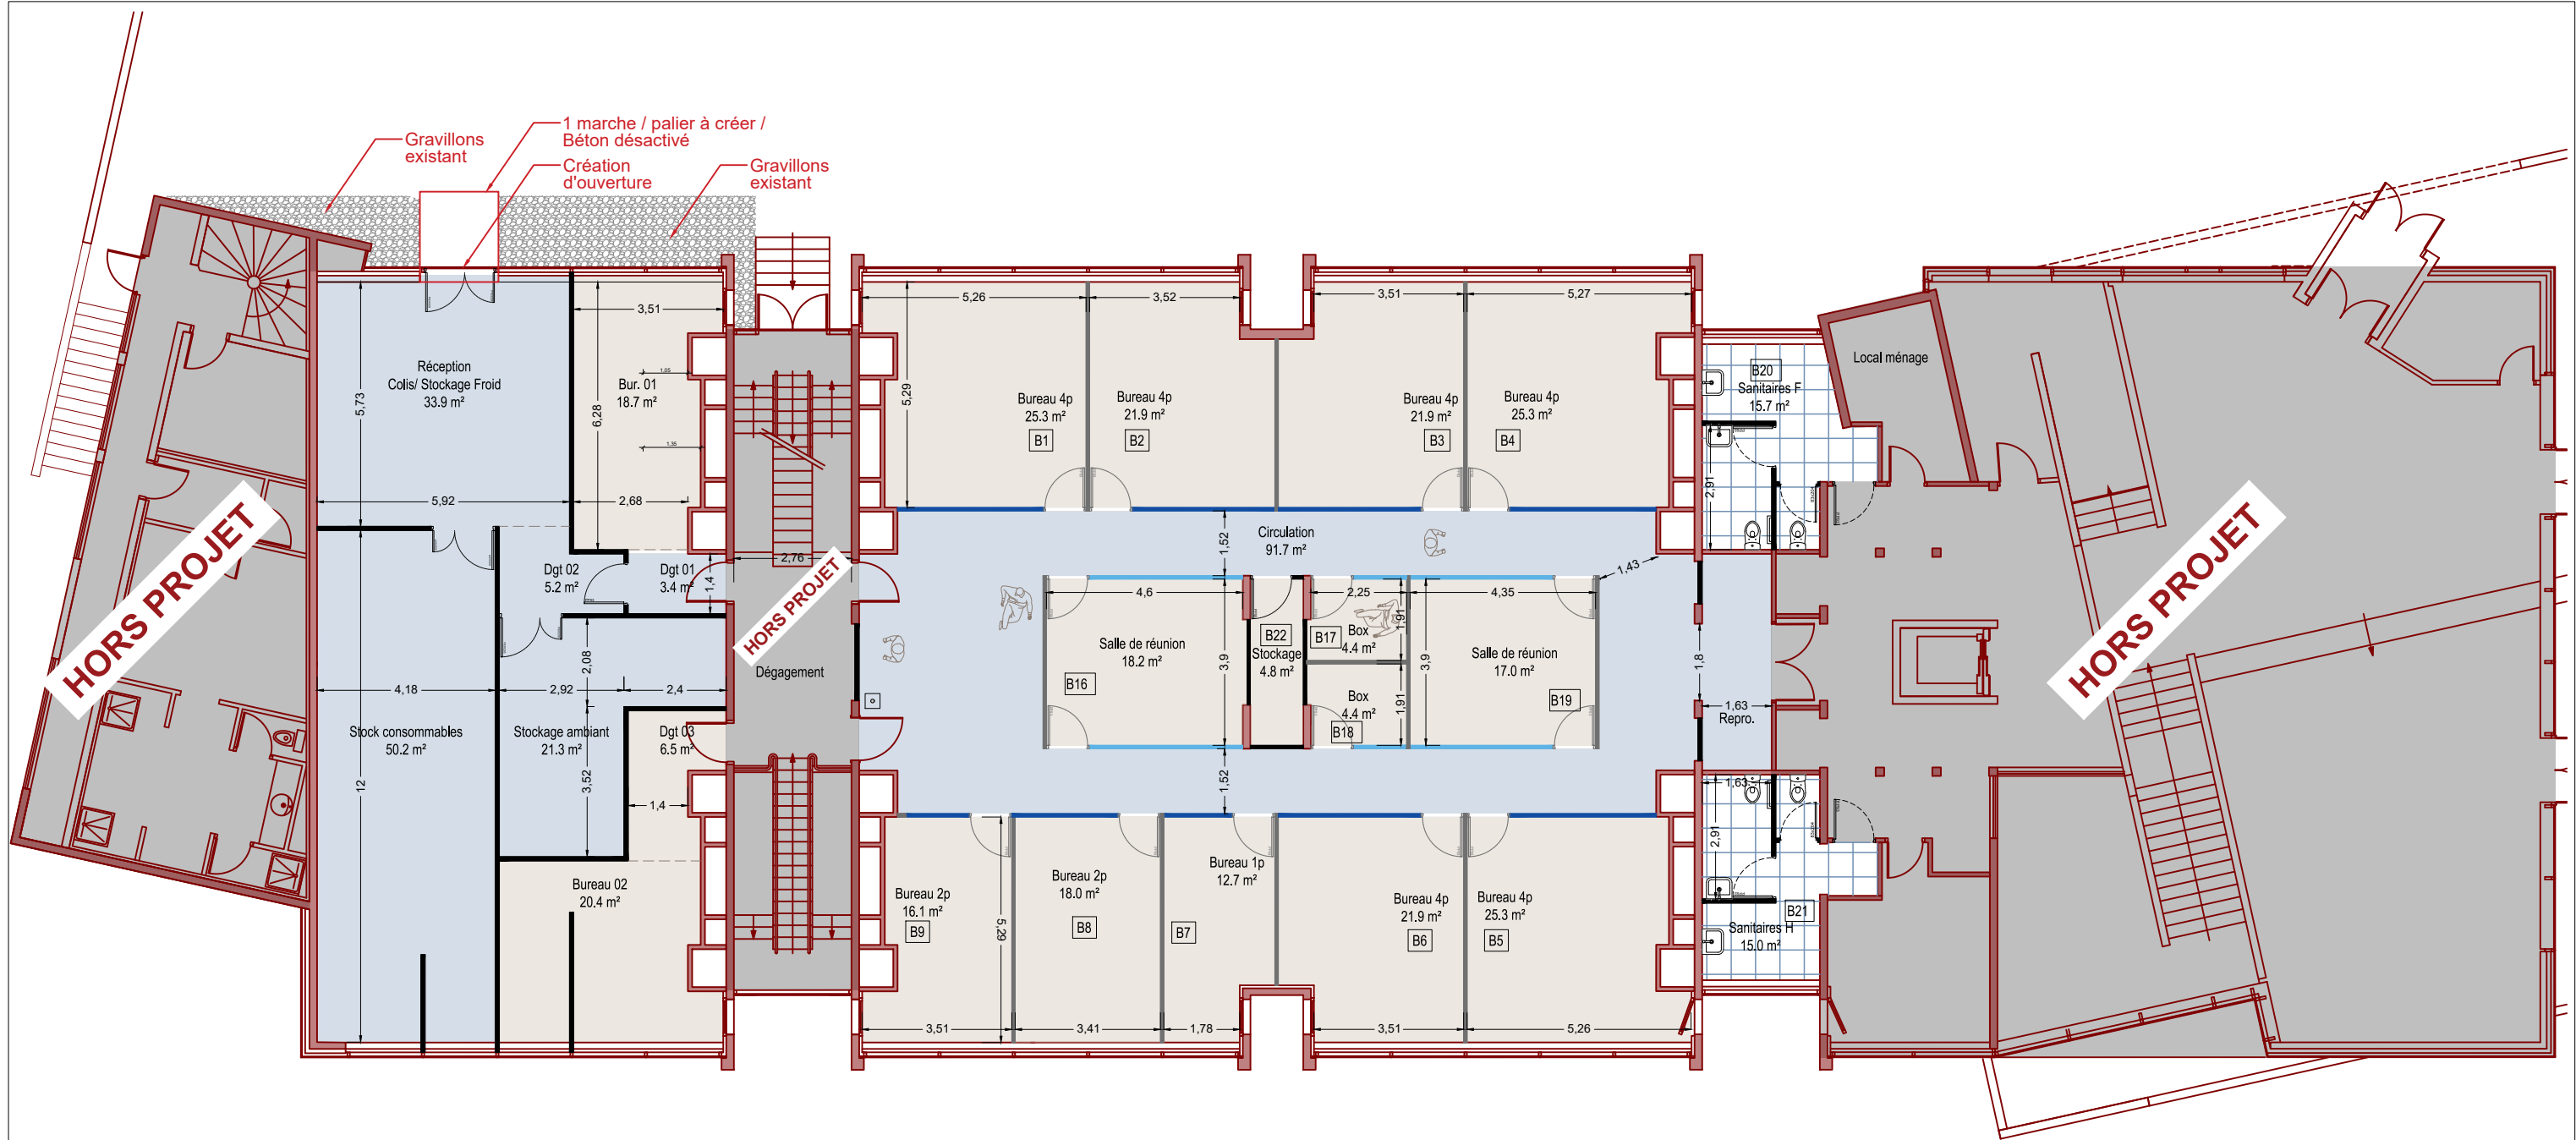 Gravillons
existant
1 marche / palier à créer /
Béton désactivé
Création
d'ouverture
Gravillons
existant
HORS PROJET
Réception
Colis/ Stockage Froid
33.9 m²
5,73
5,92
3,51
6,28
Bur. 01
18.7 m²
1,05
1,35
2,68
Dgt 02
5.2 m²
Dgt 01
3.4 m²
1,4
2,76
HORS PROJET
Dégagement
4,18
12
Stock consommables
50.2 m²
2,92
2,4
2,08
Stockage ambiant
21.3 m²
3,52
Dgt 03
6.5 m²
1,4
Bureau 02
20.4 m²
5,26
3,52
3,51
5,27
5,29
Bureau 4p
25.3 m²
B1
Bureau 4p
21.9 m²
B2
Bureau 4p
21.9 m²
B3
Bureau 4p
25.3 m²
B4
Circulation
91.7 m²
1,52
1,43
4,6
2,25
4,35
Salle de réunion
18.2 m²
B16
3,9
B22
Stockage
4.8 m²
B17
Box
4.4 m²
1,91
Box
4.4 m²
B18
1,91
3,9
Salle de réunion
17.0 m²
B19
1,52
1,8
1,63
Repro.
Bureau 2p
16.1 m²
B9
5,29
Bureau 2p
18.0 m²
B8
Bureau 1p
12.7 m²
B7
Bureau 4p
21.9 m²
B6
Bureau 4p
25.3 m²
B5
3,51
3,41
1,78
3,51
5,26
B20
Sanitaires F
15.7 m²
2,91
Local ménage
1,63
2,91
B21
Sanitaires H
15.0 m²
HORS PROJET